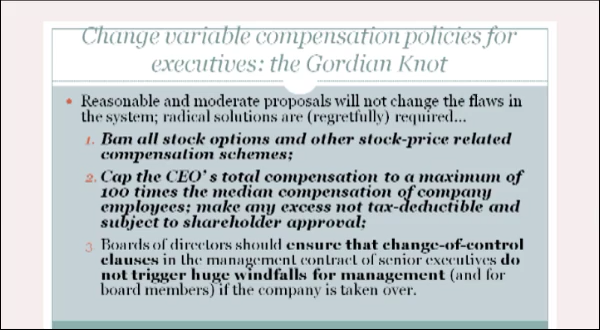 Change variable compensation policies for
executives: the Gordian Knot
• Reasonable and moderate proposals will not change the flaws in
the system; radical solutions are (regretfully) required...
1. Ban all stock options and other stock-price related
compensation schemes;
2. Cap the CEO's total compensation to a maximum of
100 times the median compensation of company
employees; make any excess not tax-deductible and
subject to shareholder approval;
3 Boards of directors should ensure that change-of-control
clauses in the management contract of senior executives do
not trigger huge windfalls for management (and for
board members) if the company is taken over.